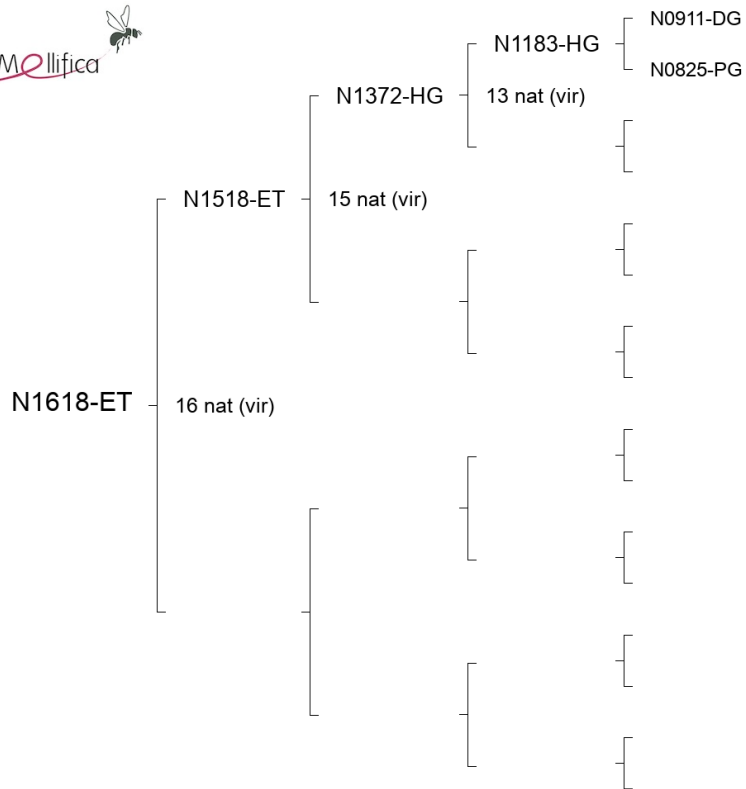 Mellifica
N0911-DG
N1183-HG
N0825-PG
N1372-HG
13 nat (vir)
N1518-ET
15 nat (vir)
N1618-ET
16 nat (vir)